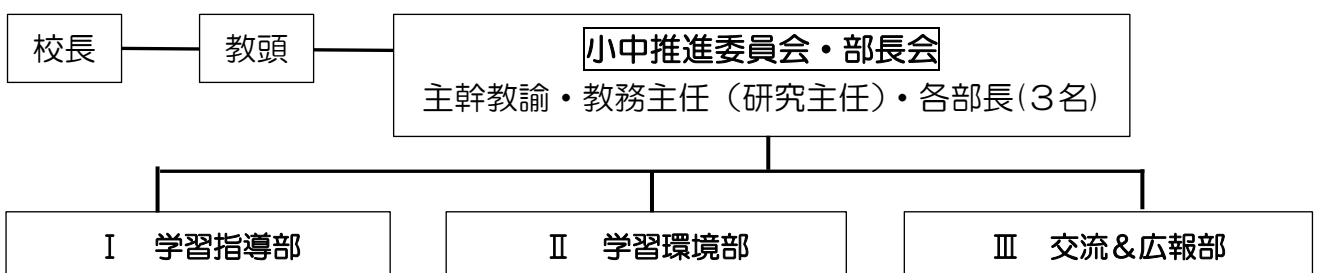 校長
教頭
小中推進委員会・部長会
主幹教諭・教務主任（研究主任）・各部長(３名)
Ⅰ　学習指導部
Ⅱ　学習環境部
Ⅲ　交流＆広報部